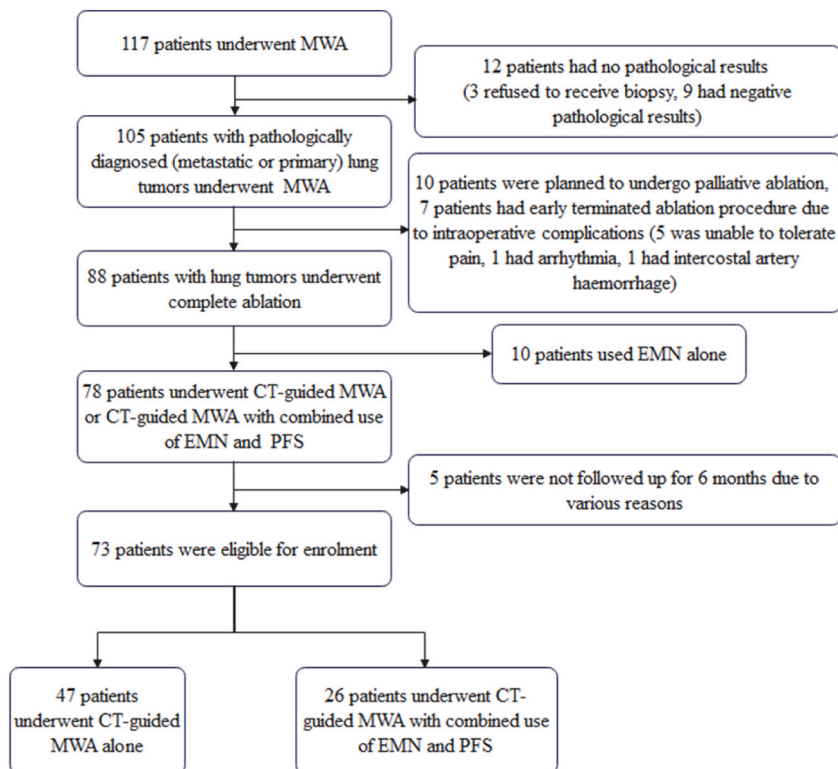 117 patients underwent MWA
12 patients had no pathological results
(3 refused to receive biopsy, 9 had negative
pathological results)
105 patients with pathologically
diagnosed (metastatic or primary) lung
tumors underwent MWA
10 patients were planned to undergo palliative ablation,
7 patients had early terminated ablation procedure due
to intraoperative complications (5 was unable to tolerate
pain, 1 had arrhythmia, 1 had intercostal artery
haemorrhage)
88 patients with lung tumors underwent
complete ablation
10 patients used EMN alone
78 patients underwent CT-guided MWA
or CT-guided MWA with combined use
of EMN and PFS
5 patients were not followed up for 6 months due to
various reasons
73 patients were eligible for enrolment
47 patients
underwent CT-guided
MWA alone
26 patients underwent CT-
guided MWA with combined use
of EMN and PFS